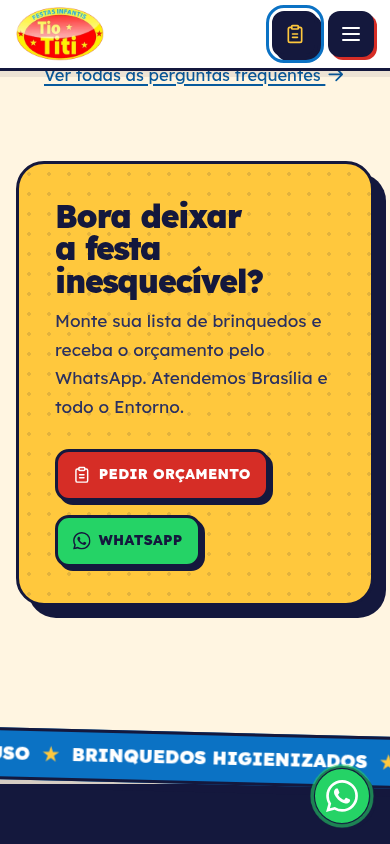 FESTAS INFANTIS
Tio
Titi
Ver todas as perguntas frequentes →
Bora deixar
a festa
inesquecível?
Monte sua lista de brinquedos e
receba o orçamento pelo
WhatsApp. Atendemos Brasília e
todo o Entorno.
PEDIR ORÇAMENTO
WHATSAPP
USO ★ BRINQUEDOS HIGIENIZADOS ★